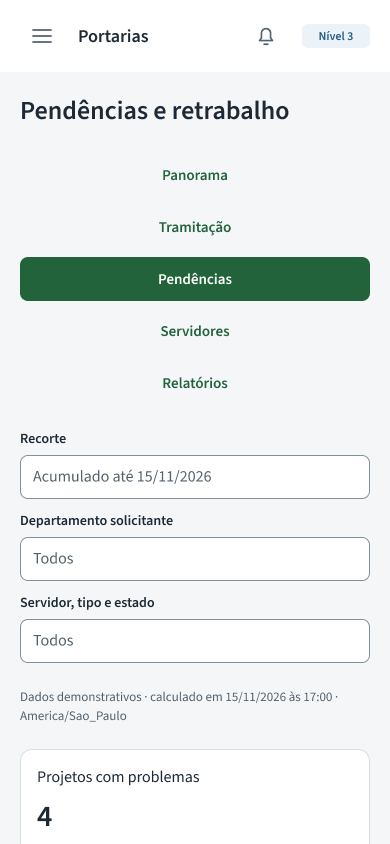 Portarias
Nível 3
Pendências e retrabalho
Panorama
Tramitação
Pendências
Servidores
Relatórios
Recorte
Acumulado até 15/11/2026
Departamento solicitante
Todos
Servidor, tipo e estado
Todos
Dados demonstrativos · calculado em 15/11/2026 às 17:00 ·
America/Sao_Paulo
Projetos com problemas
4